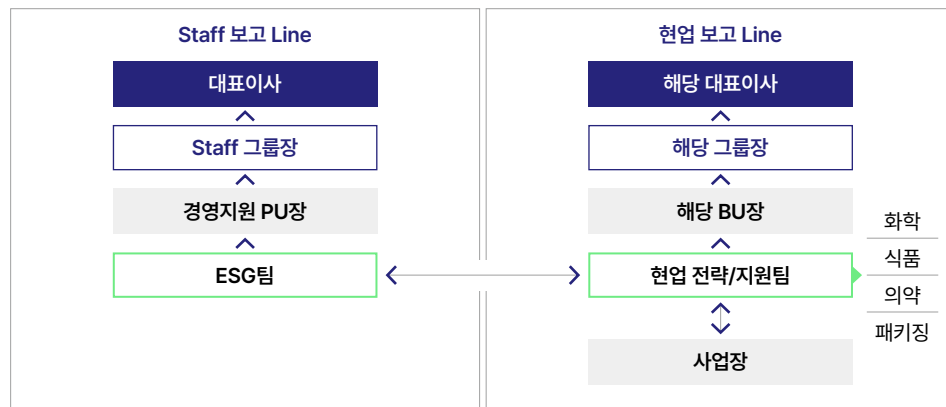 Staff 보고 Line
대표이사
Staff 그룹장
경영지원 PU장
ESG팀
현업 보고 Line
해당 대표이사
해당 그룹장
해당 BU장
현업 전략/지원팀
사업장
화학
식품
의약
패키징